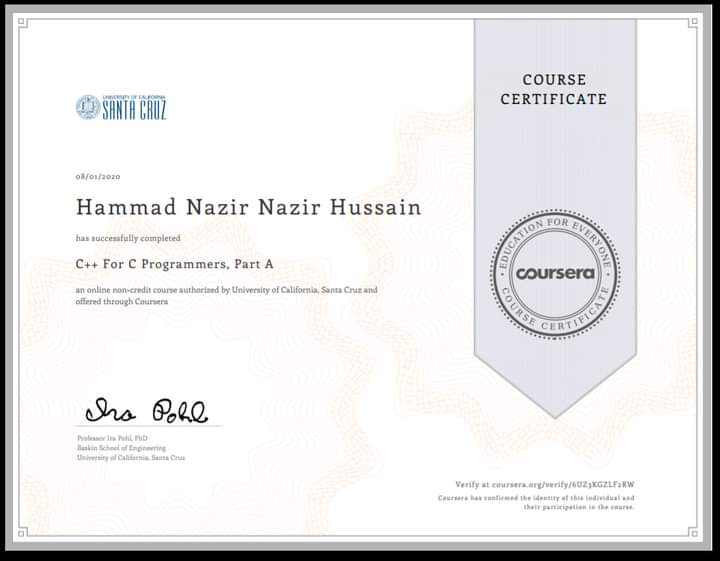 COURSE
CERTIFICATE
UNIVERSITY OF CALIFORNIA
SANTA CRUZ
08/01/2020
Hammad Nazir Nazir Hussain
has successfully completed
C++ For C Programmers, Part A
an online non-credit course authorized by University of California, Santa Cruz and
offered through Coursera
EDUCATION FOR EVERYONE
coursera
COURSE CERTIFICATE
Ira Pohl
Professor Ira Pohl, PhD
Baskin School of Engineering
University of California, Santa Cruz
Verify at coursera.org/verify/6UZ3KGZLF2RW
Coursera has confirmed the identity of this individual and
their participation in the course.